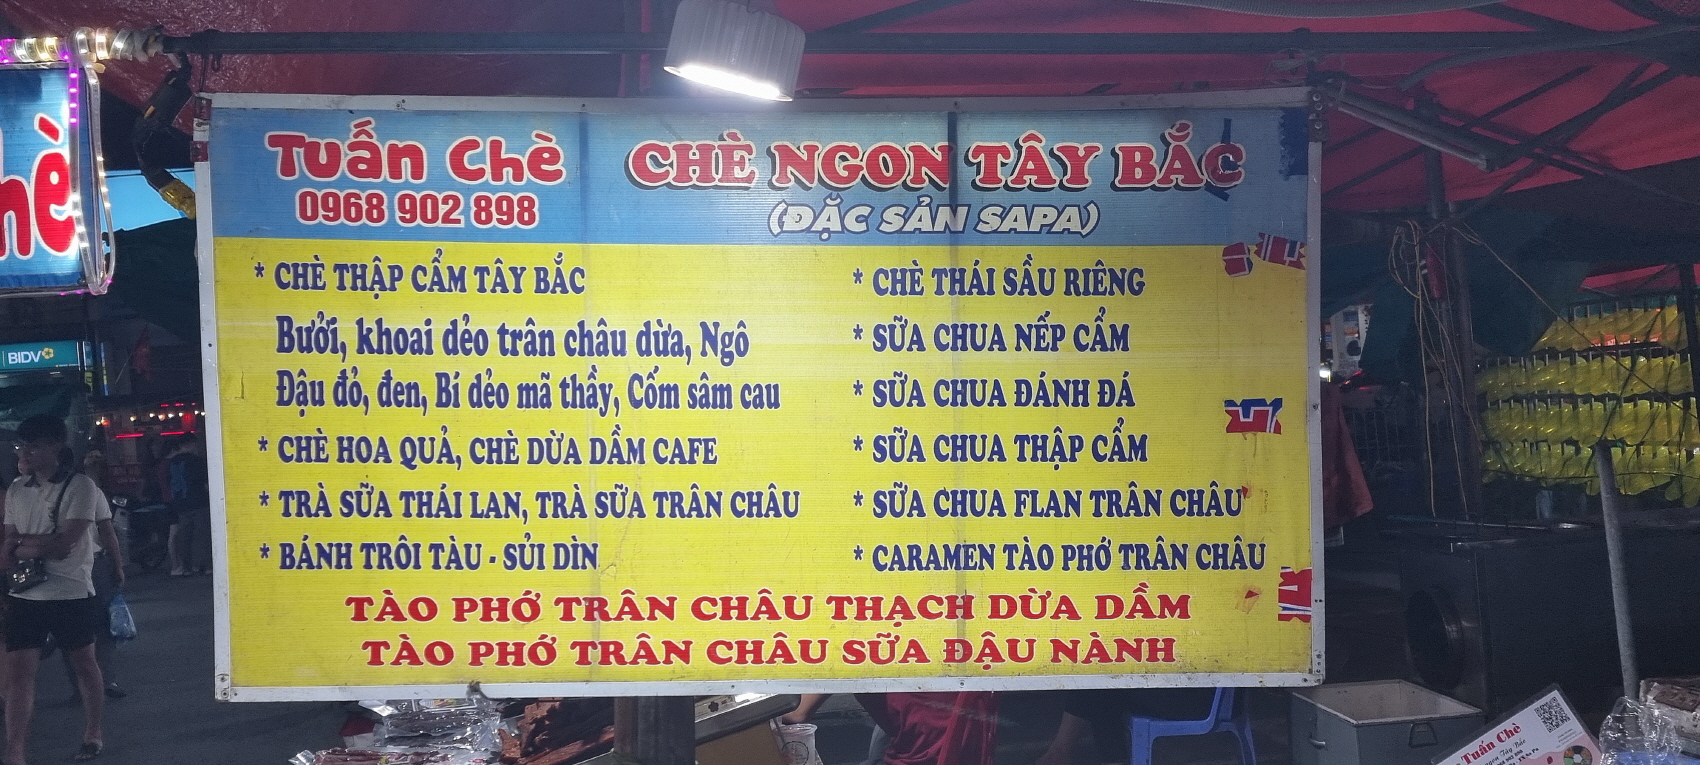 hè
BIDV
Tuấn Chè
0968 902 898
CHÈ NGON TÂY BẮC
(ĐẶC SẢN SAPA)
* CHÈ THẬP CẨM TÂY BẮC
Bưởi, khoai dẻo trân châu dừa, Ngô
Đậu đỏ, đen, Bí dẻo mã thầy, Cốm sâm cau
* CHÈ HOA QUẢ, CHÈ DỪA DẦM CAFE
* TRÀ SỮA THÁI LAN, TRÀ SỮA TRÂN CHÂU
* BÁNH TRÔI TÀU - SỦI DÌN
* CHÈ THÁI SẦU RIÊNG
* SỮA CHUA NẾP CẨM
* SỮA CHUA ĐÁNH ĐÁ
* SỮA CHUA THẬP CẨM
* SỮA CHUA FLAN TRÂN CHÂU
* CARAMEN TÀO PHỚ TRÂN CHÂU
TÀO PHỚ TRÂN CHÂU THẠCH DỪA DẦM
TÀO PHỚ TRÂN CHÂU SỮA ĐẬU NÀNH
Tuấn Chè